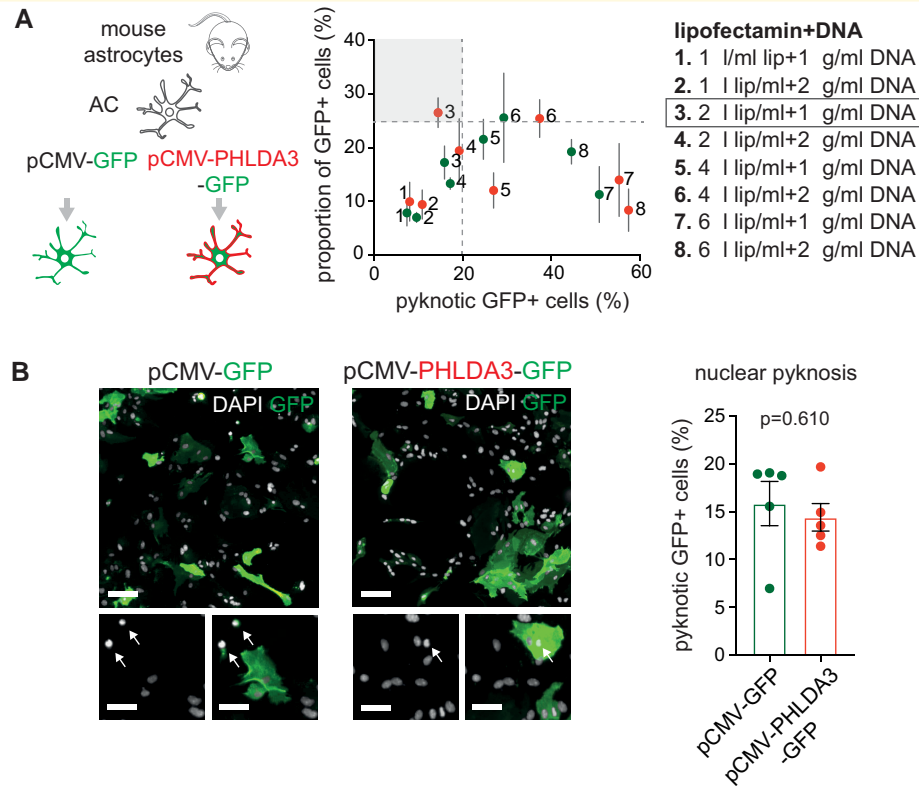 A
mouse
astrocytes
AC
pCMV-GFP
pCMV-PHLDA3
-GFP
proportion of GFP+ cells (%)
40
30
20
10
0
0
20
40
60
pyknotic GFP+ cells (%)
1
1
2
2
3
3
4
4
5
5
6
6
7
7
8
8
lipofectamin+DNA
1. 1 l/ml lip+1 g/ml DNA
2. 1 l lip/ml+2 g/ml DNA
3. 2 l lip/ml+1 g/ml DNA
4. 2 l lip/ml+2 g/ml DNA
5. 4 l lip/ml+1 g/ml DNA
6. 4 l lip/ml+2 g/ml DNA
7. 6 l lip/ml+1 g/ml DNA
8. 6 l lip/ml+2 g/ml DNA
B
pCMV-GFP
DAPI GFP
pCMV-PHLDA3-GFP
DAPI GFP
nuclear pyknosis
p=0.610
pyknotic GFP+ cells (%)
25
20
15
10
5
0
pCMV-GFP
pCMV-PHLDA3
-GFP